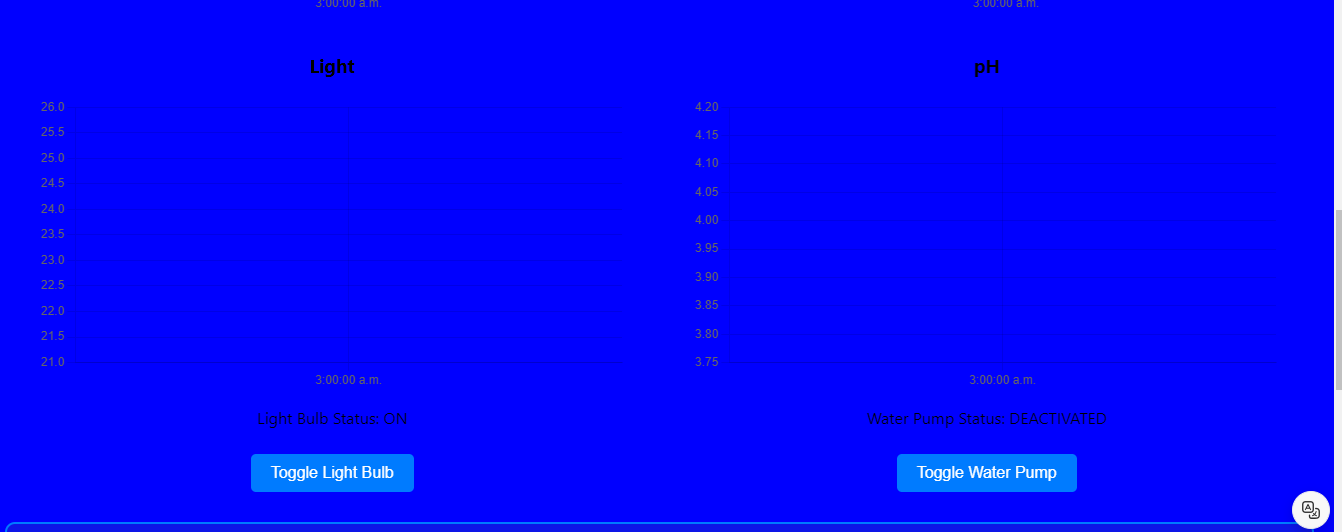 3:00:00 a.m. 3:00:00 a.m.
Light
26.0
25.5
25.0
24.5
24.0
23.5
23.0
22.5
22.0
21.5
21.0
3:00:00 a.m.
Light Bulb Status: ON
Toggle Light Bulb
pH
4.20
4.15
4.10
4.05
4.00
3.95
3.90
3.85
3.80
3.75
3:00:00 a.m.
Water Pump Status: DEACTIVATED
Toggle Water Pump